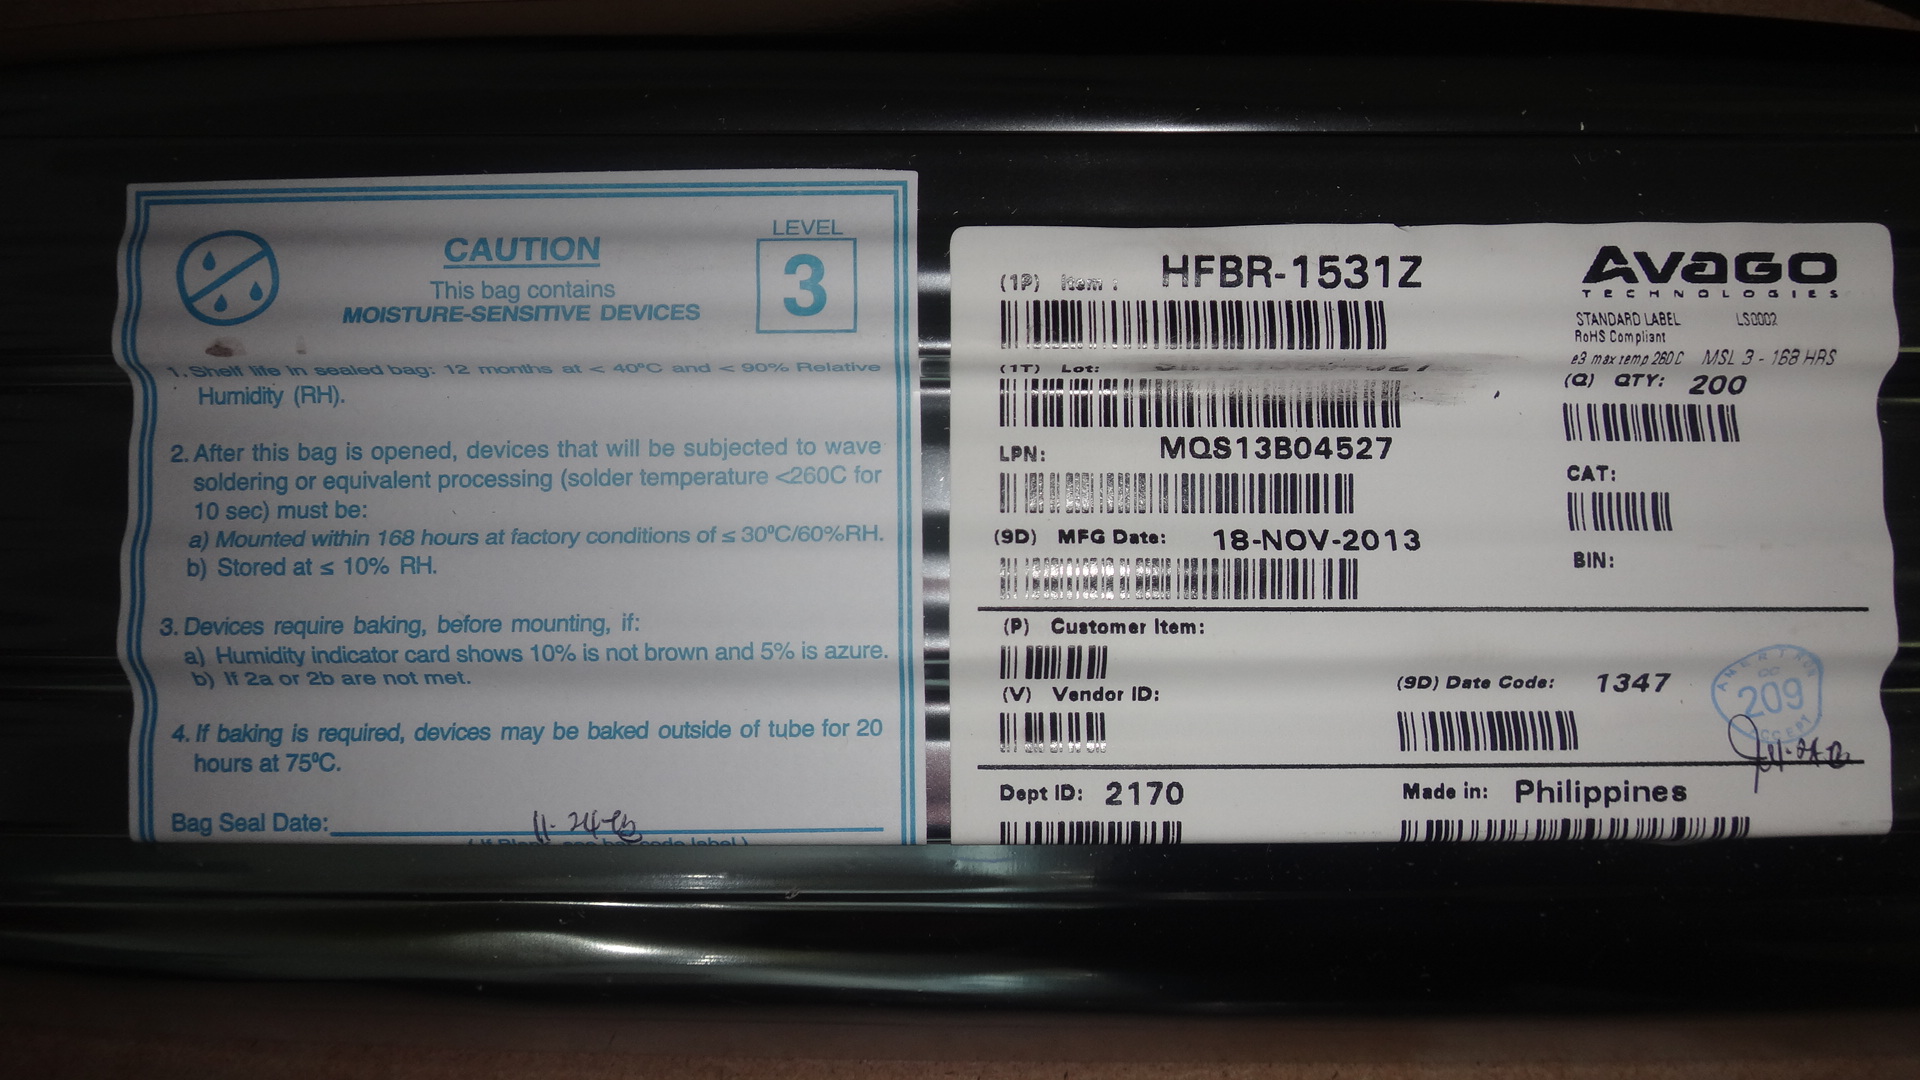 LEVEL
3
CAUTION
This bag contains
MOISTURE-SENSITIVE DEVICES
1. Shelf life in sealed bag: 12 months at < 40°C and < 90% Relative
Humidity (RH).
2. After this bag is opened, devices that will be subjected to wave
soldering or equivalent processing (solder temperature <260C for
10 sec) must be:
a) Mounted within 168 hours at factory conditions of ≤ 30°C/60%RH.
b) Stored at ≤ 10% RH.
3. Devices require baking, before mounting, if:
a) Humidity indicator card shows 10% is not brown and 5% is azure.
b) If 2a or 2b are not met.
4. If baking is required, devices may be baked outside of tube for 20
hours at 75°C.
Bag Seal Date:
AVAGO
TECHNOLOGIES
(1P) Item: HFBR-1531Z
STANDARD LABEL LS0002
RoHS Compliant
e3 max temp 260C MSL 3 - 168 HRS
(1T) Lot:
(Q) QTY: 200
LPN: MQS13B04527
CAT:
(9D) MFG Date: 18-NOV-2013
BIN:
(P) Customer Item:
(V) Vendor ID:
(9D) Date Code: 1347
209
Dept ID: 2170
Made in: Philippines